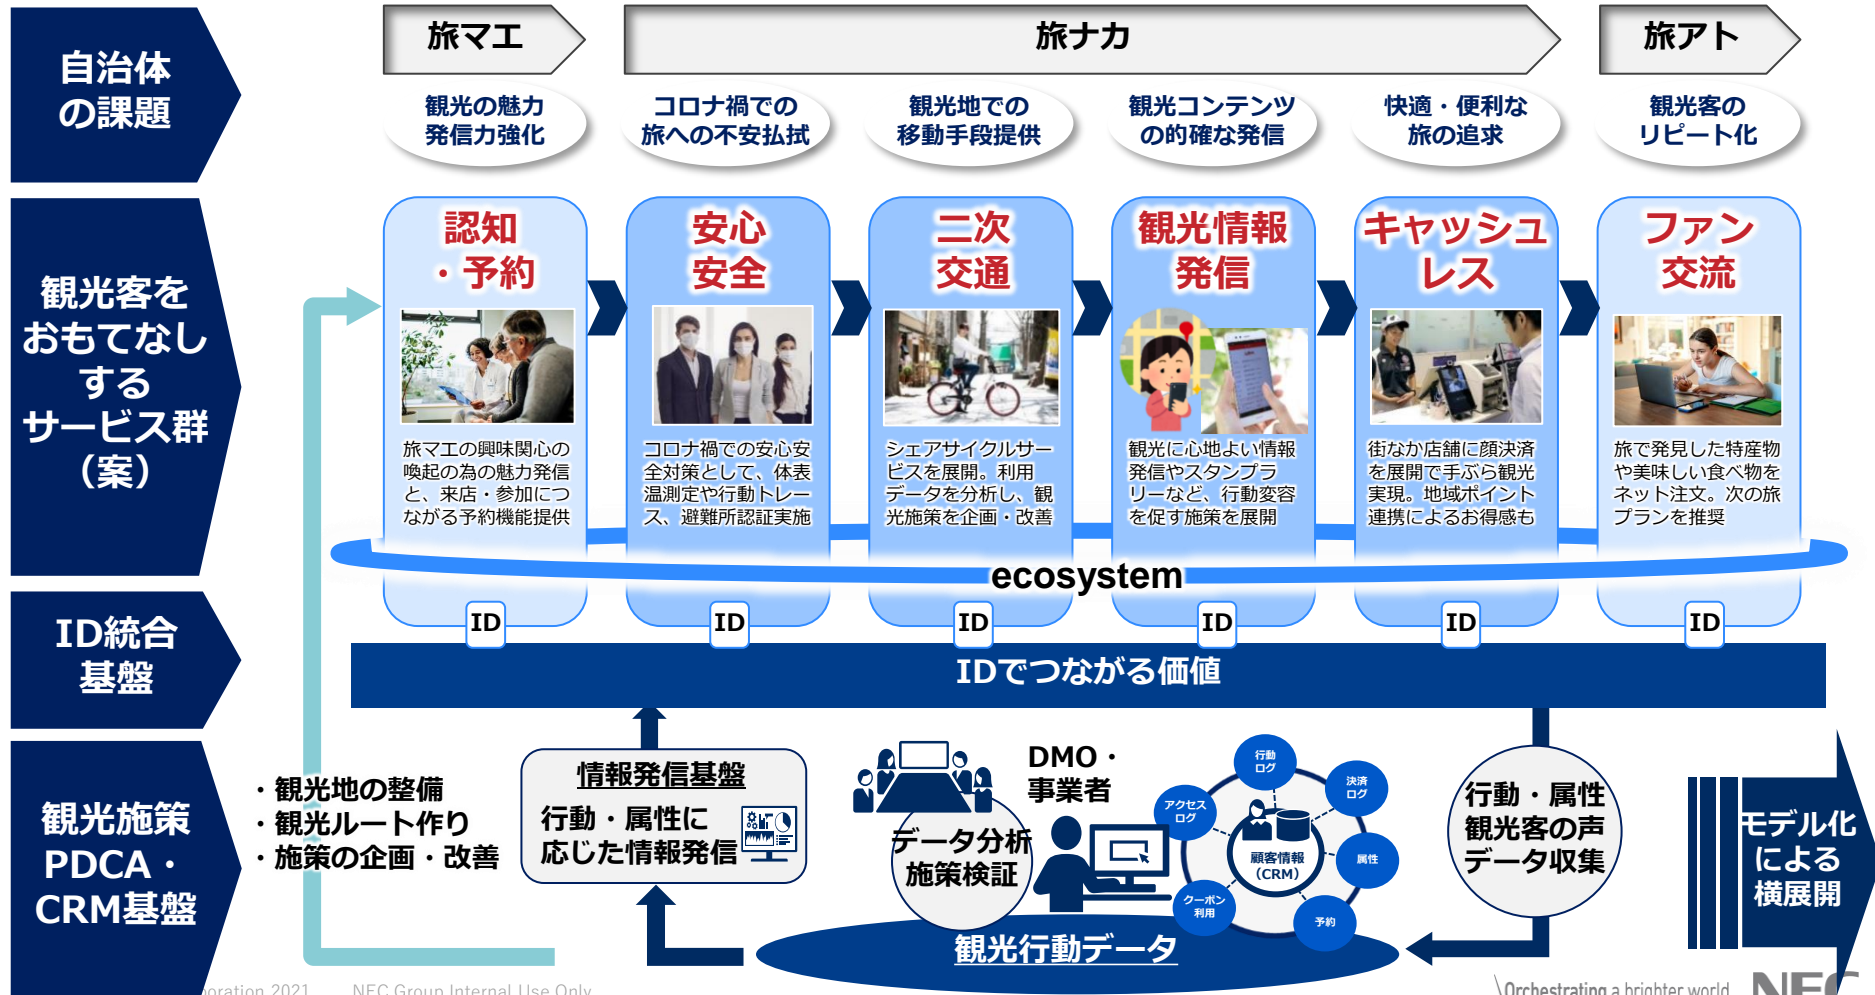 自治体
の課題
旅マエ
旅ナカ
旅アト
観光の魅力
発信力強化
コロナ禍での
旅への不安払拭
観光地での
移動手段提供
観光コンテンツ
の的確な発信
快適・便利な
旅の追求
観光客の
リピート化
観光客を
おもてなし
する
サービス群
（案）
認知
・予約
旅マエの興味関心の
喚起の為の魅力発信
と、来店・参加につ
ながる予約機能提供
安心
安全
コロナ禍での安心安
全対策として、体表
温測定や行動トレー
ス、避難所認証実施
二次
交通
シェアサイクルサー
ビスを展開。利用
データを分析し、観
光施策を企画・改善
観光情報
発信
観光に心地よい情報
発信やスタンプラ
リーなど、行動変容
を促す施策を展開
キャッシュ
レス
街なか店舗に顔決済
を展開で手ぶら観光
実現。地域ポイント
連携によるお得感も
ファン
交流
旅で発見した特産物
や美味しい食べ物を
ネット注文。次の旅
プランを推奨
ecosystem
ID統合
基盤
ID
ID
ID
ID
ID
ID
IDでつながる価値
観光施策
PDCA・
CRM基盤
・観光地の整備
・観光ルート作り
・施策の企画・改善
情報発信基盤
行動・属性に
応じた情報発信
データ分析
施策検証
DMO・
事業者
行動
ログ
決済
ログ
アクセス
ログ
属性
クーポン
利用
予約
顧客情報
（CRM）
観光行動データ
行動・属性
観光客の声
データ収集
モデル化
による
横展開
poration 2021
NEC Group Internal Use Only
Orchestrating a brighter world
NEC